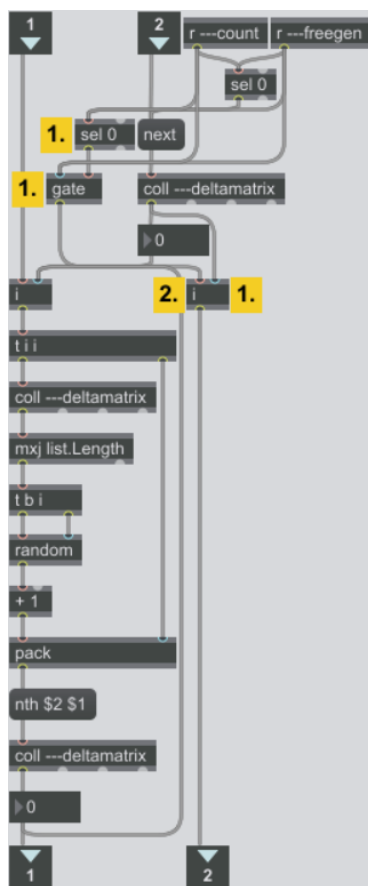 1
2
r ---count
r ---freegen
sel 0
1.
sel 0
next
1.
gate
coll ---deltamatrix
0
i
2.
i
1.
t i i
coll ---deltamatrix
mxj list.Length
t b i
random
+ 1
pack
nth $2 $1
coll ---deltamatrix
0
1
2